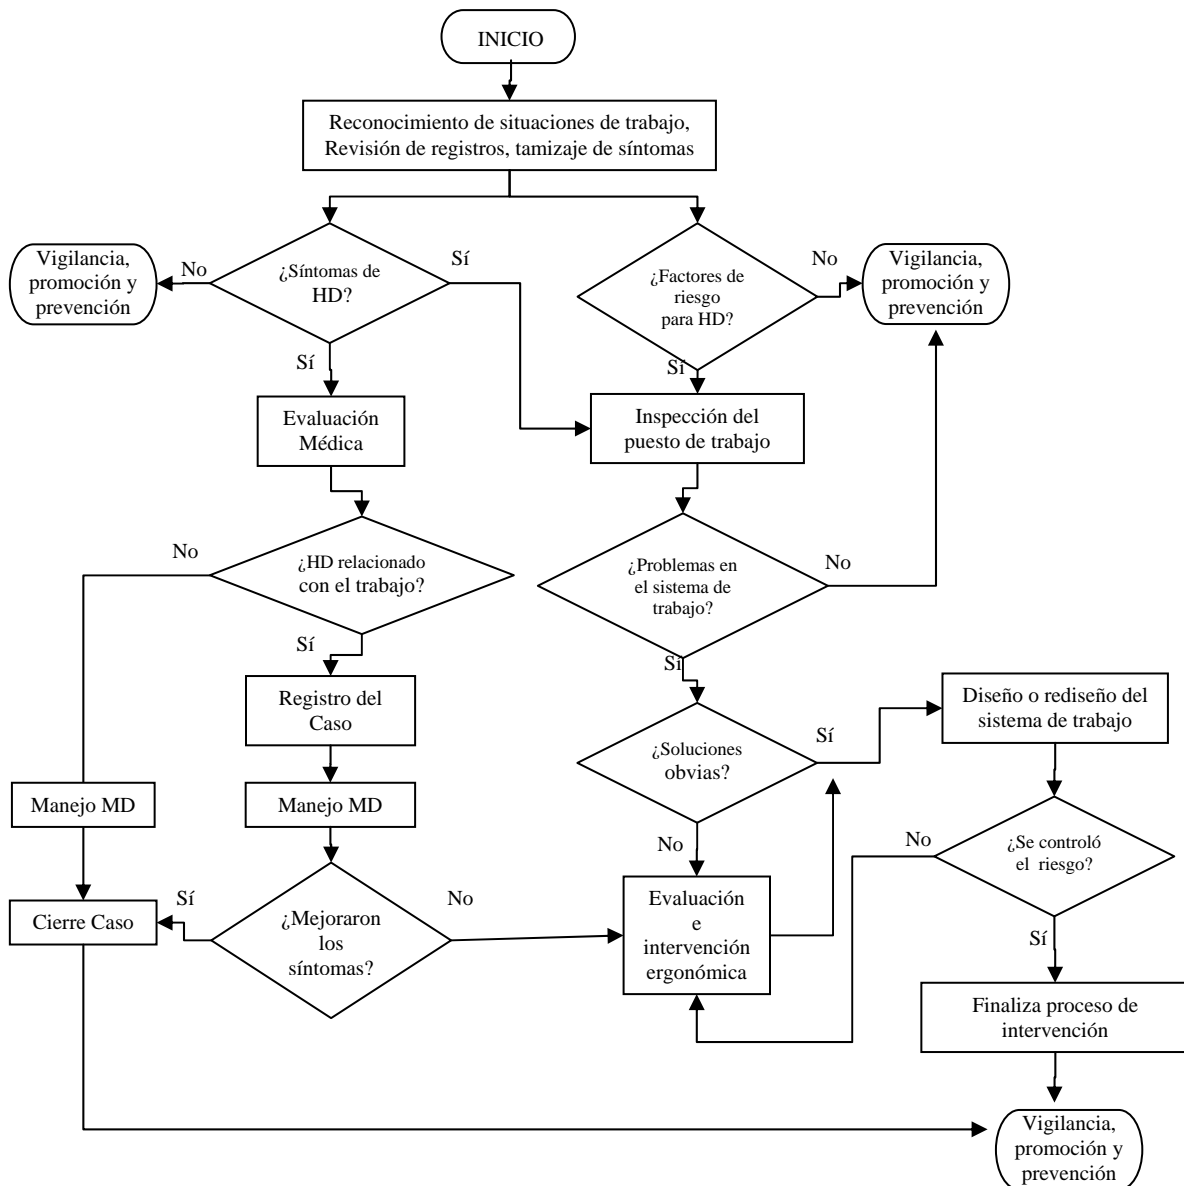 INICIO
Reconocimiento de situaciones de trabajo,
Revisión de registros, tamizaje de síntomas
Vigilancia,
promoción y
prevención
No
¿Síntomas de
HD?
Sí
¿Factores de
riesgo
para HD?
No
Vigilancia,
promoción y
prevención
Sí
Sí
Evaluación
Médica
Inspección del
puesto de trabajo
No
¿HD relacionado
con el trabajo?
¿Problemas en
el sistema de
trabajo?
No
Sí
Sí
Registro del
Caso
Diseño o rediseño del
sistema de trabajo
¿Soluciones
obvias?
Sí
Manejo MD
Manejo MD
No
No
¿Se controló
el riesgo?
Sí
Cierre Caso
¿Mejoraron
los
síntomas?
No
Evaluación
e
intervención
ergonómica
Sí
Finaliza proceso de
intervención
Vigilancia,
promoción y
prevención